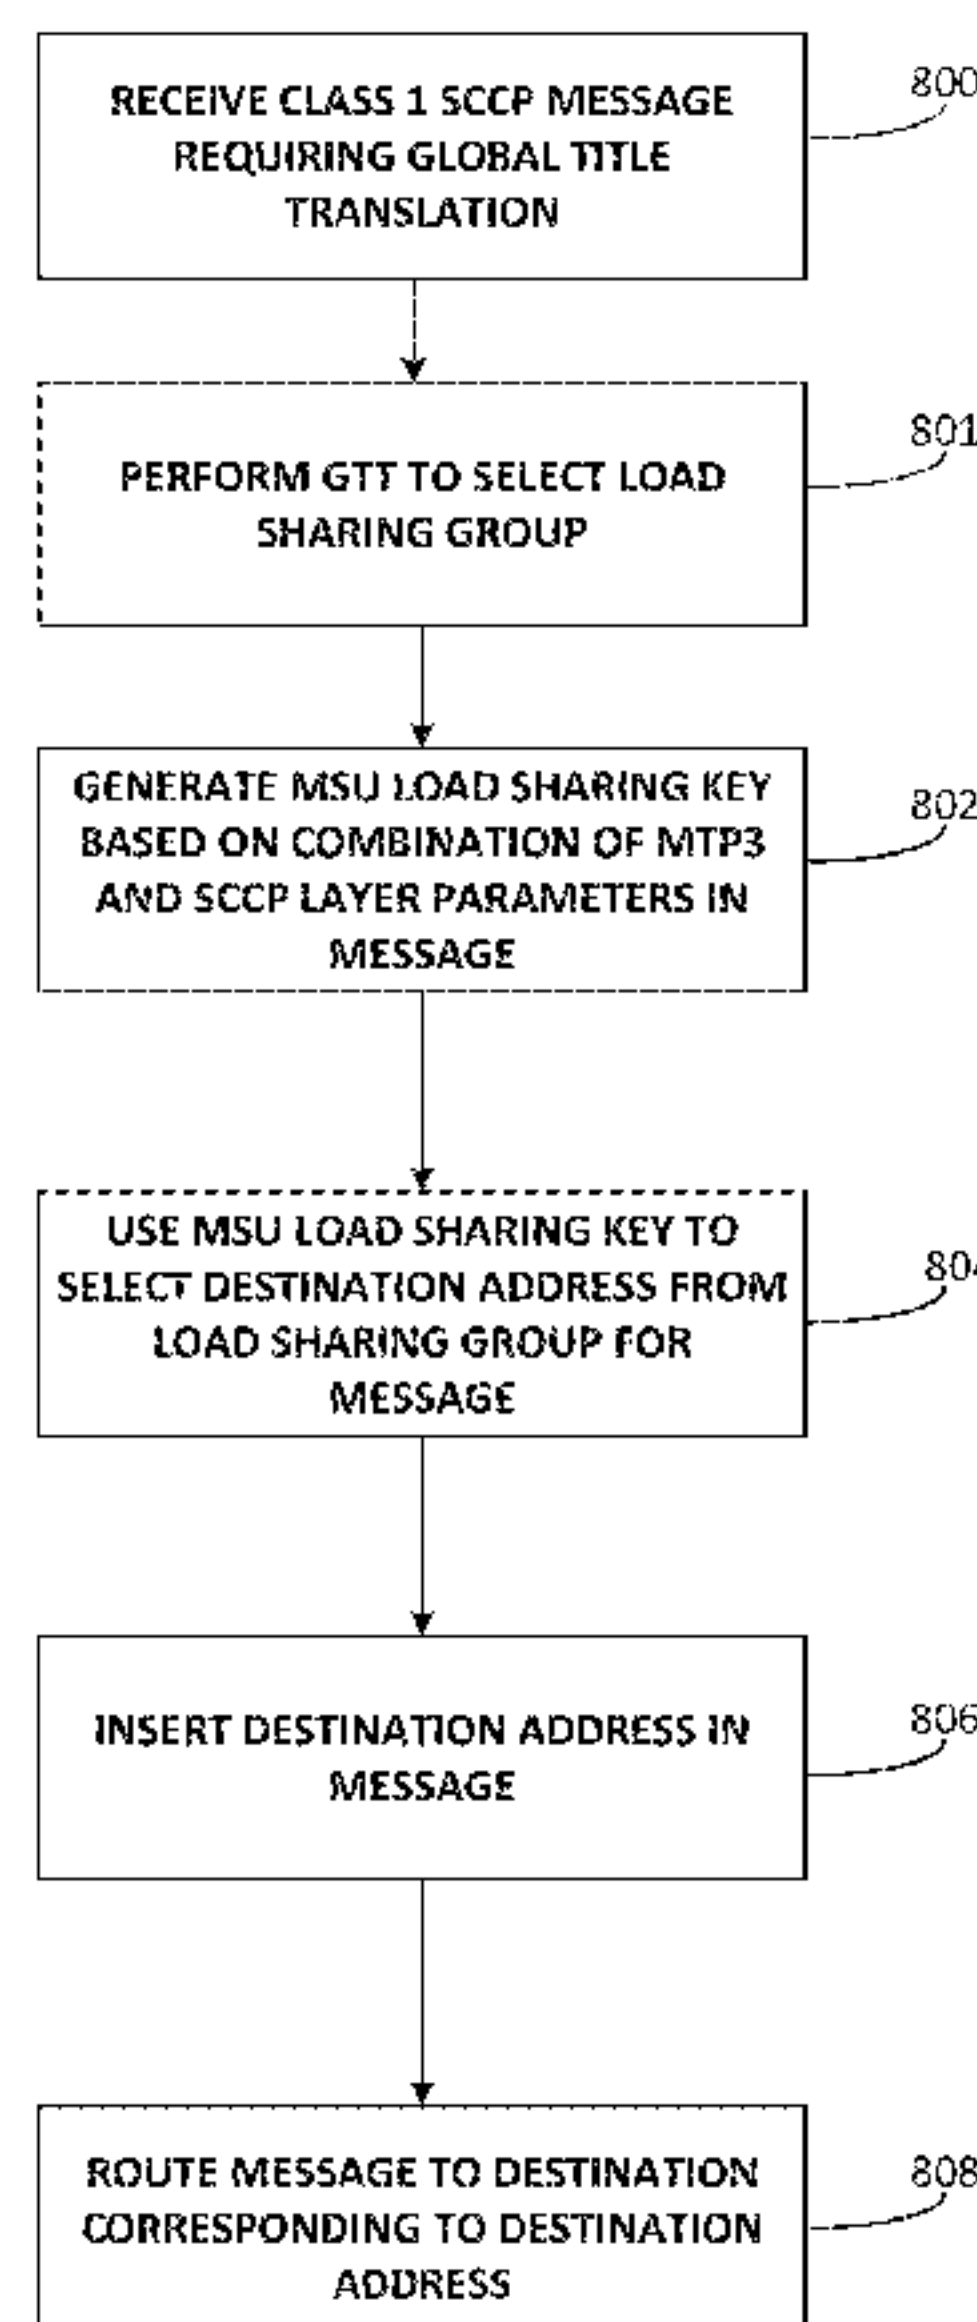 RECEIVE CLASS 1 SCCP MESSAGE
REQUIRING GLOBAL TITLE
TRANSLATION
800
PERFORM GTT TO SELECT LOAD
SHARING GROUP
801
GENERATE MSU LOAD SHARING KEY
BASED ON COMBINATION OF MTP3
AND SCCP LAYER PARAMETERS IN
MESSAGE
802
USE MSU LOAD SHARING KEY TO
SELECT DESTINATION ADDRESS FROM
LOAD SHARING GROUP FOR
MESSAGE
804
INSERT DESTINATION ADDRESS IN
MESSAGE
806
ROUTE MESSAGE TO DESTINATION
CORRESPONDING TO DESTINATION
ADDRESS
808